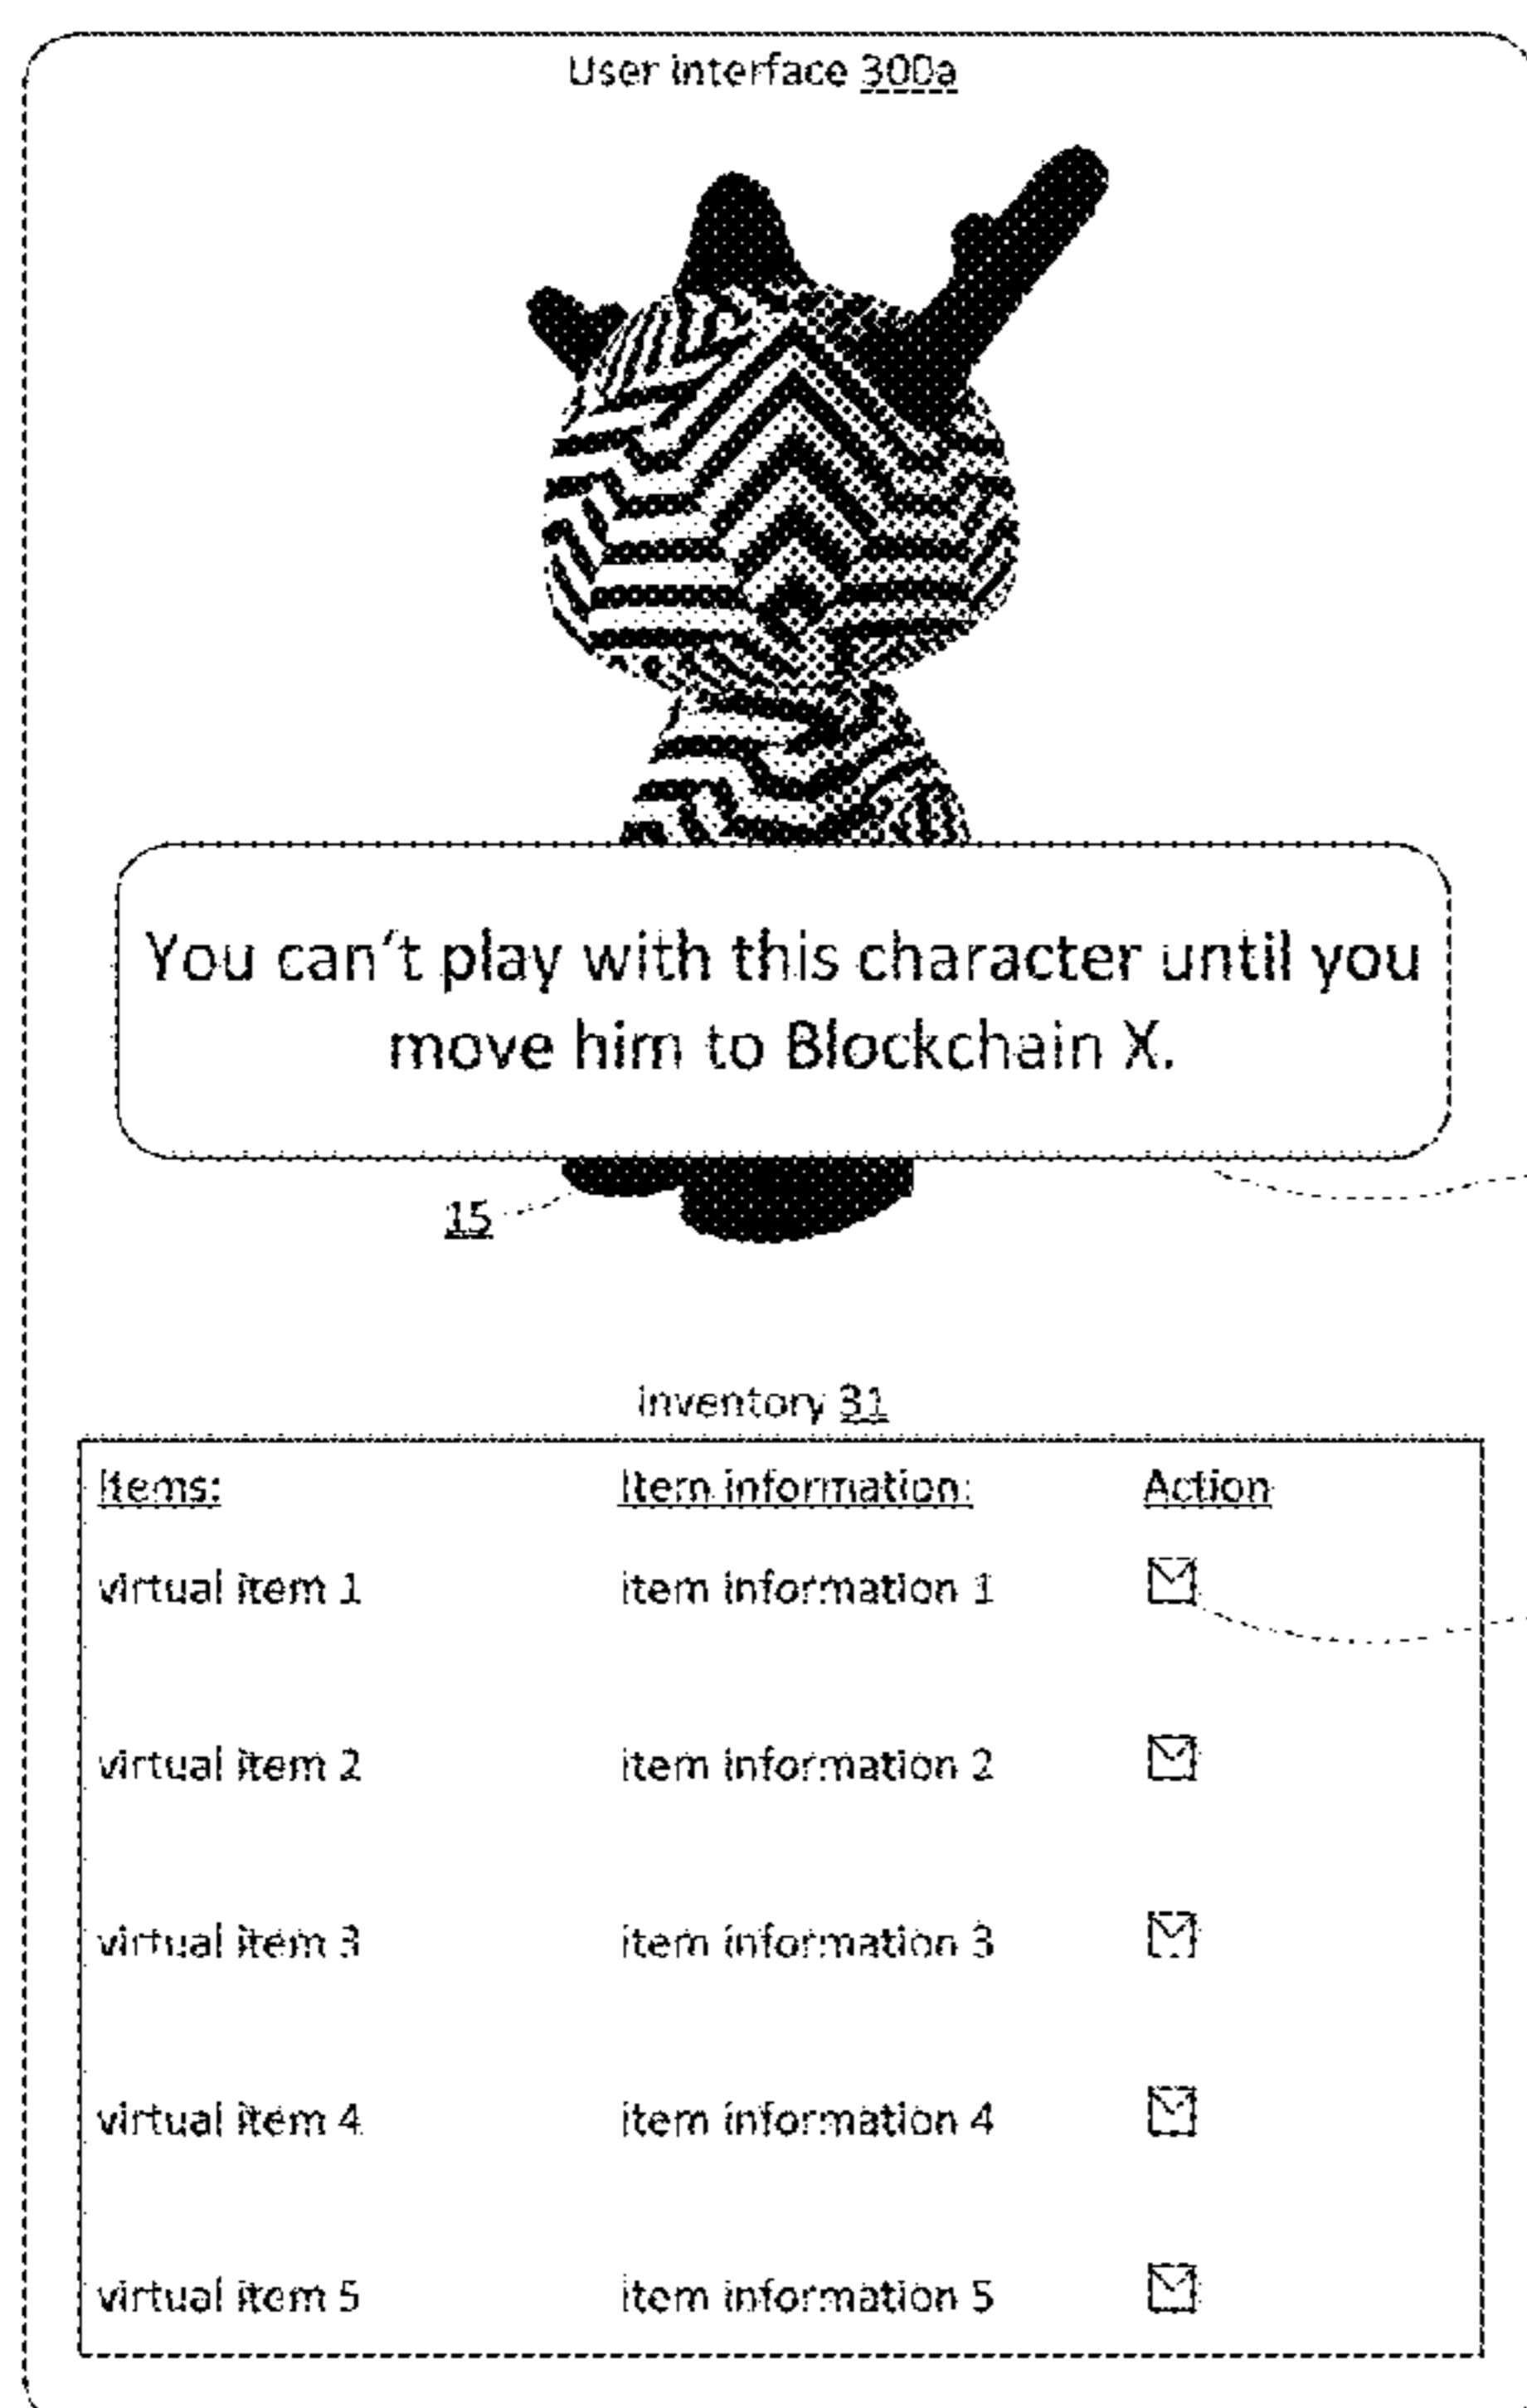 User interface 300a
You can't play with this character until you
move him to Blockchain X.
15
inventory 31
Items: Item information: Action
virtual item 1 item information 1
virtual item 2 item information 2
virtual item 3 item information 3
virtual item 4 item information 4
virtual item 5 item information 5